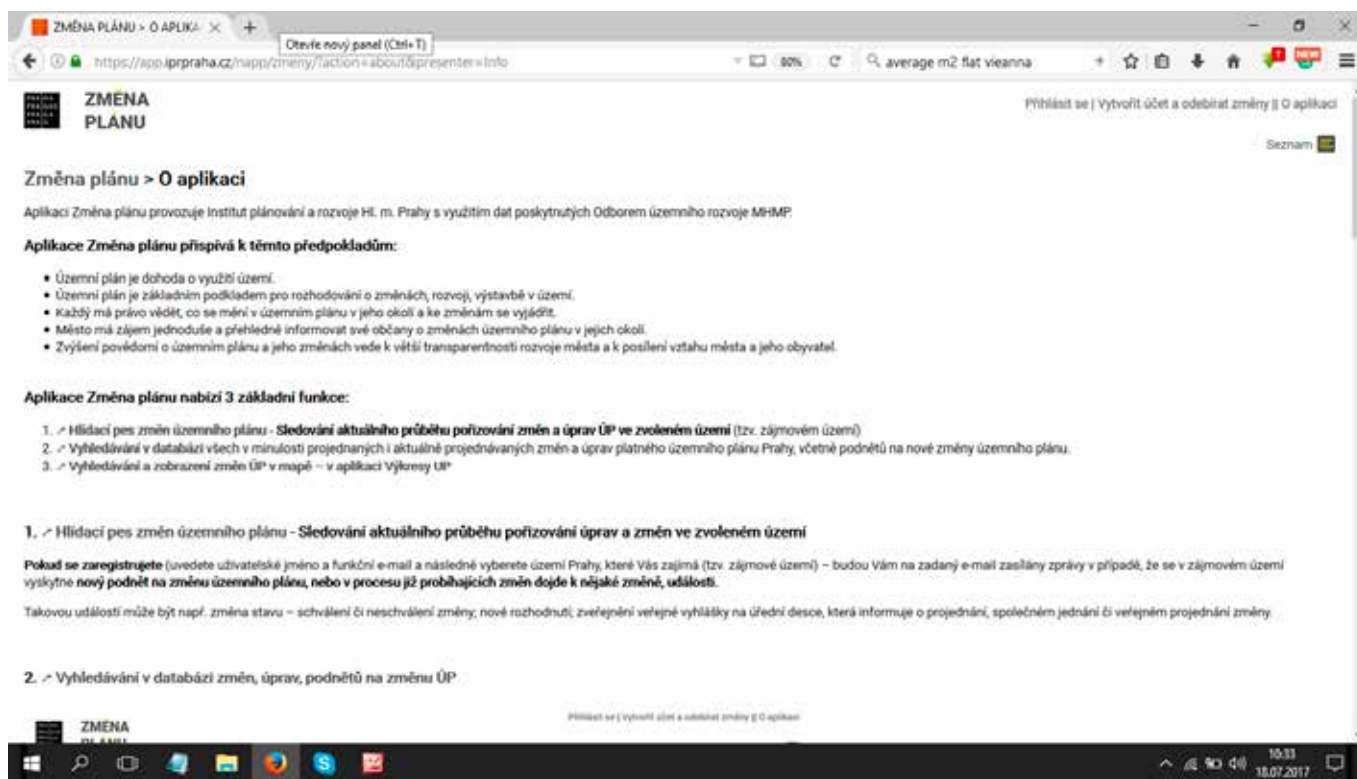 ZMĚNA PLÁNU > O APLIKA
Otevře nový panel (Ctrl+T)
https://app.iprpraha.cz/napp/zmeny/?action=about&presenter=Info
80%
average m2 flat vieanna
NEW
ZMĚNA
PLÁNU
Přihlásit se | Vytvořit účet a odebírat změny || O aplikaci
Seznam
Změna plánu > O aplikaci
Aplikaci Změna plánu provozuje Institut plánování a rozvoje Hl. m. Prahy s využitím dat poskytnutých Odborem územního rozvoje MHMP.
Aplikace Změna plánu přispívá k těmto předpokladům:
• Územní plán je dohoda o využití území.
• Územní plán je základním podkladem pro rozhodování o změnách, rozvoji, výstavbě v území.
• Každý má právo vědět, co se mění v územním plánu v jeho okolí a ke změnám se vyjádřit.
• Město má zájem jednoduše a přehledně informovat své občany o změnách územního plánu v jejich okolí.
• Zvýšení povědomí o územním plánu a jeho změnách vede k větší transparentnosti rozvoje města a k posílení vztahu města a jeho obyvatel.
Aplikace Změna plánu nabízí 3 základní funkce:
1. Hlídací pes změn územního plánu - Sledování aktuálního průběhu pořizování změn a úprav ÚP ve zvoleném území (tzv. zájmovém území)
2. Vyhledávání v databázi všech v minulosti projednaných i aktuálně projednávaných změn a úprav platného územního plánu Prahy, včetně podnětů na nové změny územního plánu.
3. Vyhledávání a zobrazení změn ÚP v mapě – v aplikaci Výkresy UP
1. Hlídací pes změn územního plánu - Sledování aktuálního průběhu pořizování úprav a změn ve zvoleném území
Pokud se zaregistrujete (uvedete uživatelské jméno a funkční e-mail a následně vyberete území Prahy, které Vás zajímá (tzv. zájmové území) – budou Vám na zadaný e-mail zasílány zprávy v případě, že se v zájmovém území
vyskytne nový podnět na změnu územního plánu, nebo v procesu již probíhajících změn dojde k nějaké změně, události.
Takovou událostí může být např. změna stavu – schválení či neschválení změny; nové rozhodnutí; zveřejnění veřejné vyhlášky na úřední desce, která informuje o projednání, společném jednání či veřejném projednání změny.
2. Vyhledávání v databázi změn, úprav, podnětů na změnu ÚP
Přihlásit se | Vytvořit účet a odebírat změny || O aplikaci
ZMĚNA
PLÁNU
10:33
18.07.2017